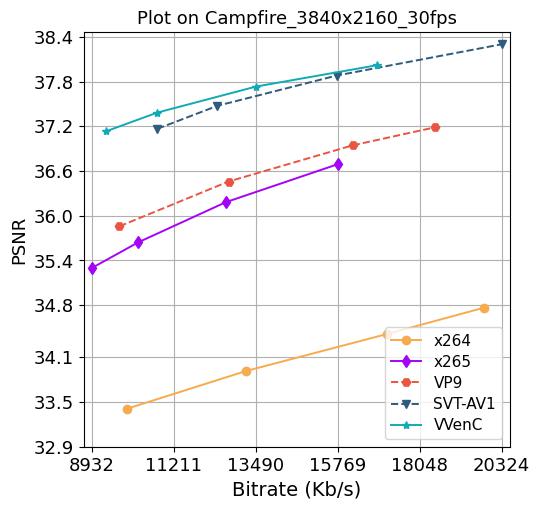 Plot on Campfire_3840x2160_30fps
38.4
37.8
37.2
36.6
36.0
35.4
34.8
34.1
33.5
32.9
PSNR
x264
x265
VP9
SVT-AV1
VVenC
8932 11211 13490 15769 18048 20324
Bitrate (Kb/s)